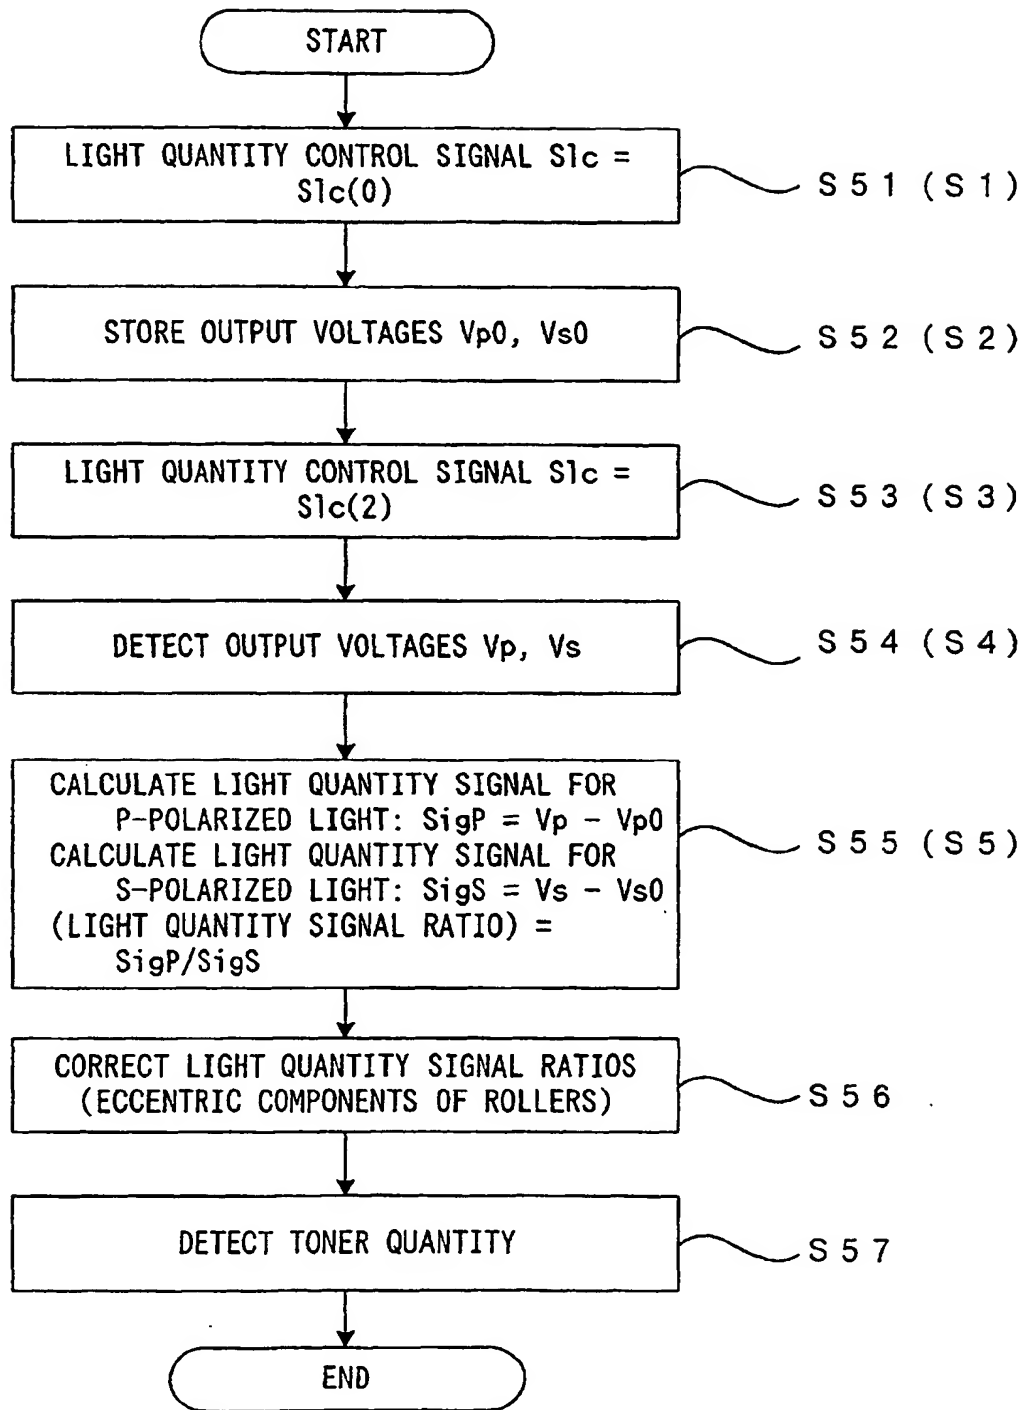 START
LIGHT QUANTITY CONTROL SIGNAL Slc =
Slc(0)
S51 (S1)
STORE OUTPUT VOLTAGES Vp0, Vs0
S52 (S2)
LIGHT QUANTITY CONTROL SIGNAL Slc =
Slc(2)
S53 (S3)
DETECT OUTPUT VOLTAGES Vp, Vs
S54 (S4)
CALCULATE LIGHT QUANTITY SIGNAL FOR
P-POLARIZED LIGHT: SigP = Vp - Vp0
CALCULATE LIGHT QUANTITY SIGNAL FOR
S-POLARIZED LIGHT: SigS = Vs - Vs0
(LIGHT QUANTITY SIGNAL RATIO) =
SigP/SigS
S55 (S5)
CORRECT LIGHT QUANTITY SIGNAL RATIOS
(ECCENTRIC COMPONENTS OF ROLLERS)
S56
DETECT TONER QUANTITY
S57
END